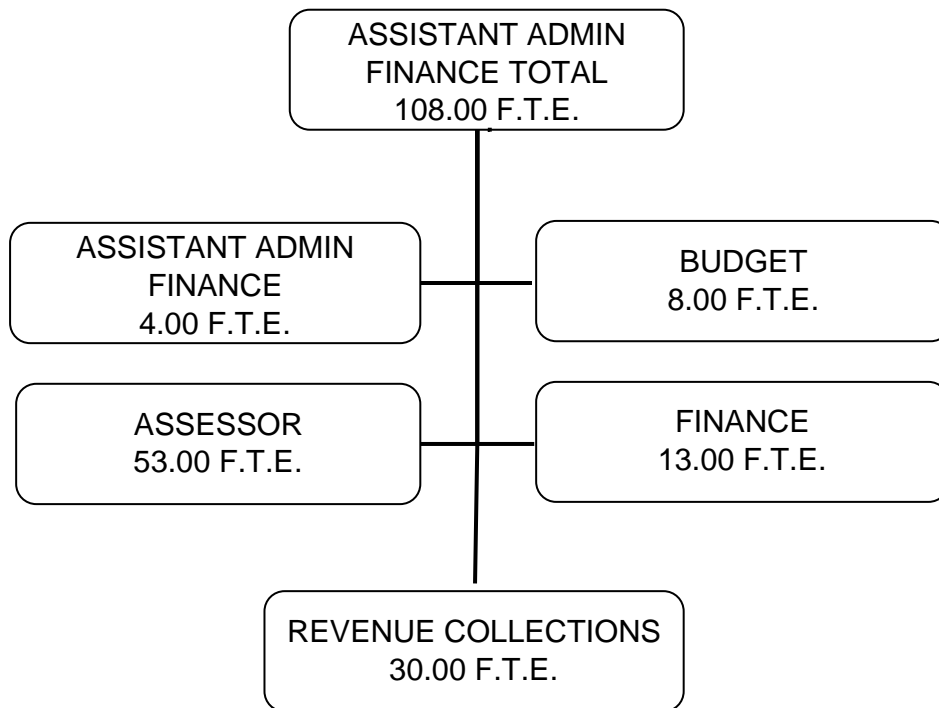 ASSISTANT ADMIN
FINANCE TOTAL
108.00 F.T.E.
ASSISTANT ADMIN
FINANCE
4.00 F.T.E.
BUDGET
8.00 F.T.E.
ASSESSOR
53.00 F.T.E.
FINANCE
13.00 F.T.E.
REVENUE COLLECTIONS
30.00 F.T.E.